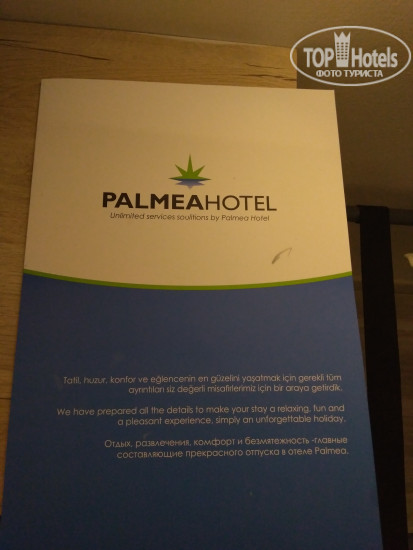 TOP Hotels
ФОТО ТУРИСТА
PALMEAHOTEL
Unlimited services soultions by Palmea Hotel
Tatil, huzur, konfor ve eğlencenin en güzelini yaşatmak için gerekli tüm
ayrıntıları siz değerli misafirlerimiz için bir araya getirdik.
We have prepared all the details to make your stay a relaxing, fun and
a pleasant experience, simply an unforgettable holiday.
Отдых, развлечения, комфорт и безмятежность -главные
составляющие прекрасного отпуска в отеле Palmea.